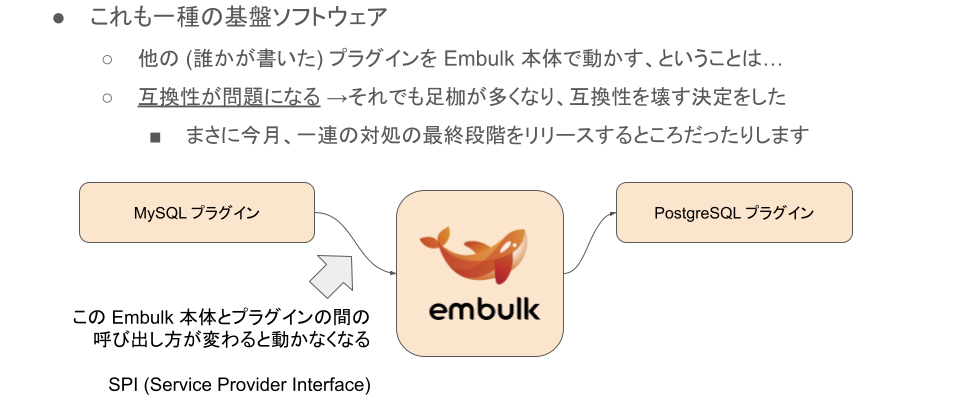 ● これも一種の基盤ソフトウェア
○ 他の (誰かが書いた) プラグインを Embulk 本体で動かす、ということは…
○ 互換性が問題になる →それでも足枷が多くなり、互換性を壊す決定をした
■ まさに今月、一連の対処の最終段階をリリースするところだったりします
MySQL プラグイン
PostgreSQL プラグイン
embulk
この Embulk 本体とプラグインの間の
呼び出し方が変わると動かなくなる
SPI (Service Provider Interface)